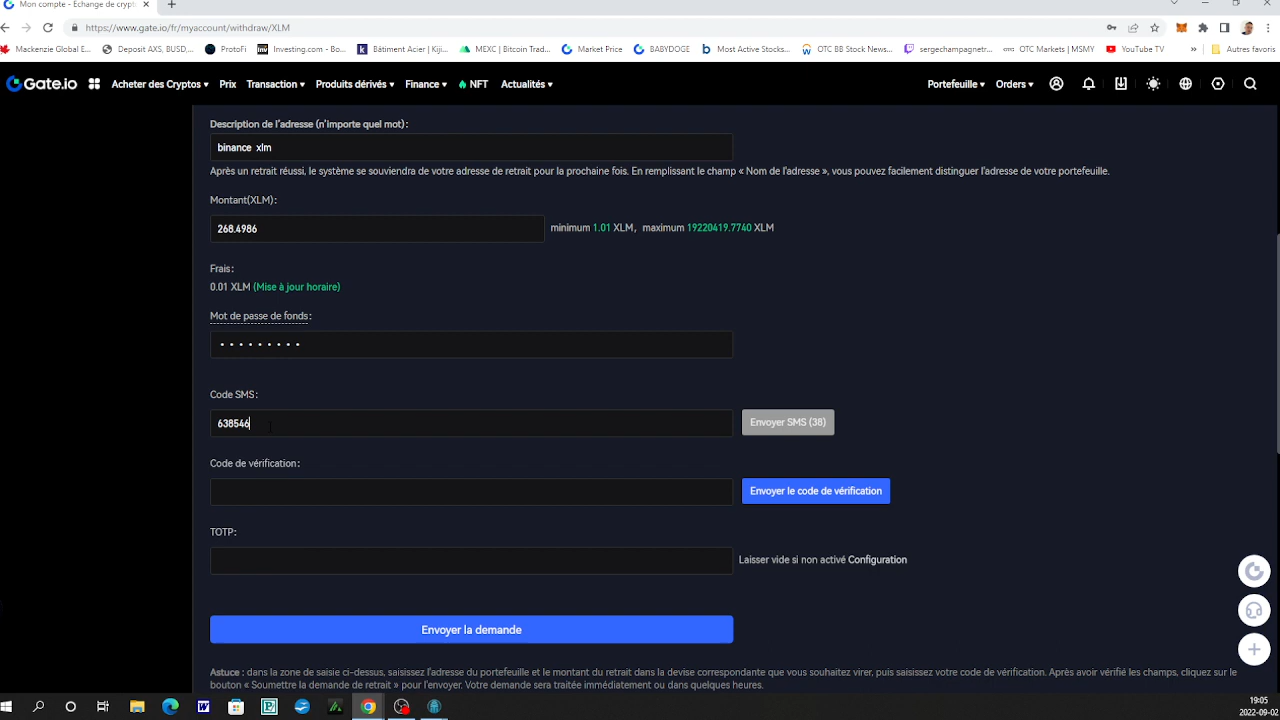 Mon compte - Echange de crypt
https://www.gate.io/fr/myaccount/withdraw/XLM
Mackenzie Global E... Deposit AXS, BUSD,... ProtoFi Investing.com - Bo... Bâtiment Acier | Kiji... MEXC | Bitcoin Trad... Market Price BABYDOGE Most Active Stocks... OTC BB Stock News... sergechampagnetr... OTC Markets | MSMY YouTube TV » Autres favoris
Gate.io Acheter des Cryptos Prix Transaction Produits dérivés Finance NFT Actualités Portefeuille Orders
Description de l'adresse (n'importe quel mot):
binance xlm
Après un retrait réussi, le système se souviendra de votre adresse de retrait pour la prochaine fois. En remplissant le champ « Nom de l'adresse », vous pouvez facilement distinguer l'adresse de votre portefeuille.
Montant(XLM):
268.4986 minimum 1.01 XLM, maximum 19220419.7740 XLM
Frais:
0.01 XLM (Mise à jour horaire)
Mot de passe de fonds:
Code SMS:
638546 Envoyer SMS (38)
Code de vérification:
Envoyer le code de vérification
TOTP:
Laisser vide si non activé Configuration
Envoyer la demande
Astuce : dans la zone de saisie ci-dessus, saisissez l'adresse du portefeuille et le montant du retrait dans la devise correspondante que vous souhaitez virer, puis saisissez votre code de vérification. Après avoir vérifié les champs, cliquez sur le
bouton « Soumettre la demande de retrait » pour l'envoyer. Votre demande sera traitée immédiatement ou dans quelques heures.
19:05
2022-09-02